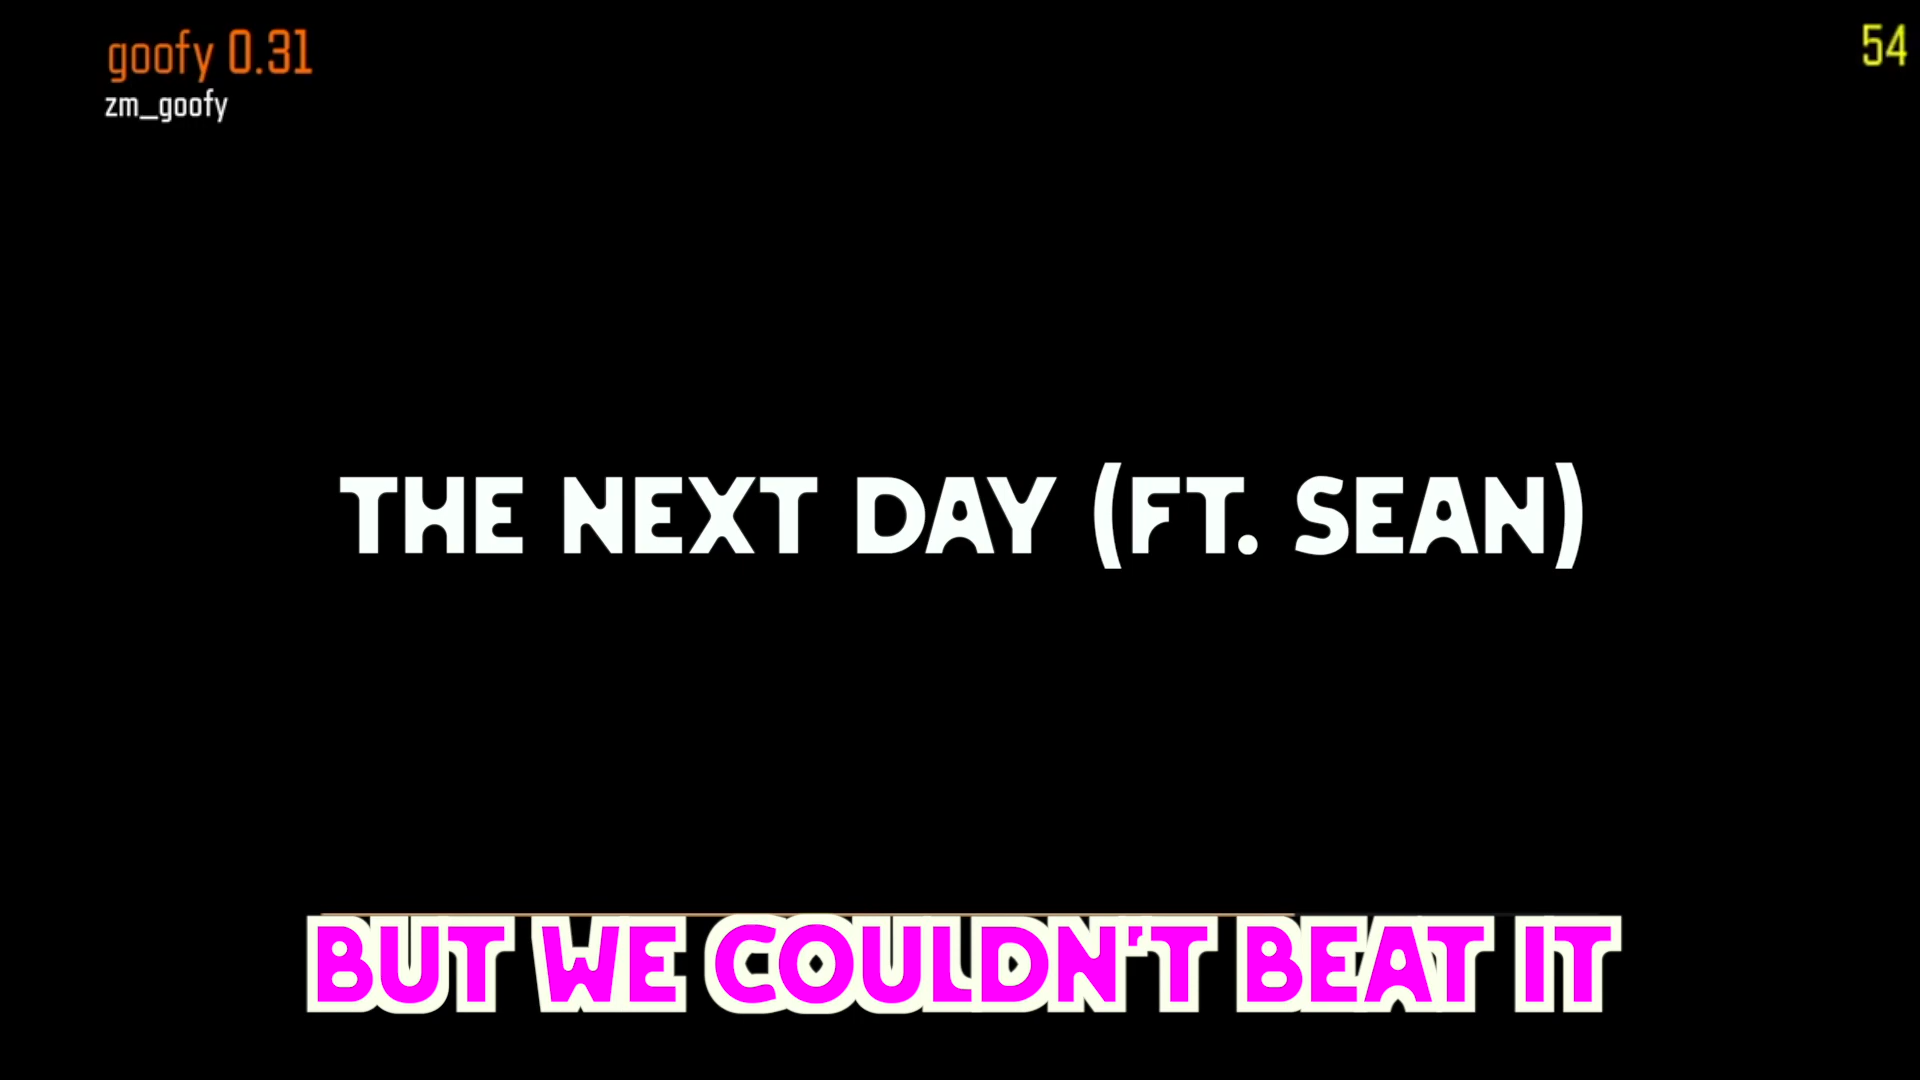 goofy 0.31
54
zm_goofy
THE NEXT DAY (FT. SEAN)
BUT WE COULDN'T BEAT IT